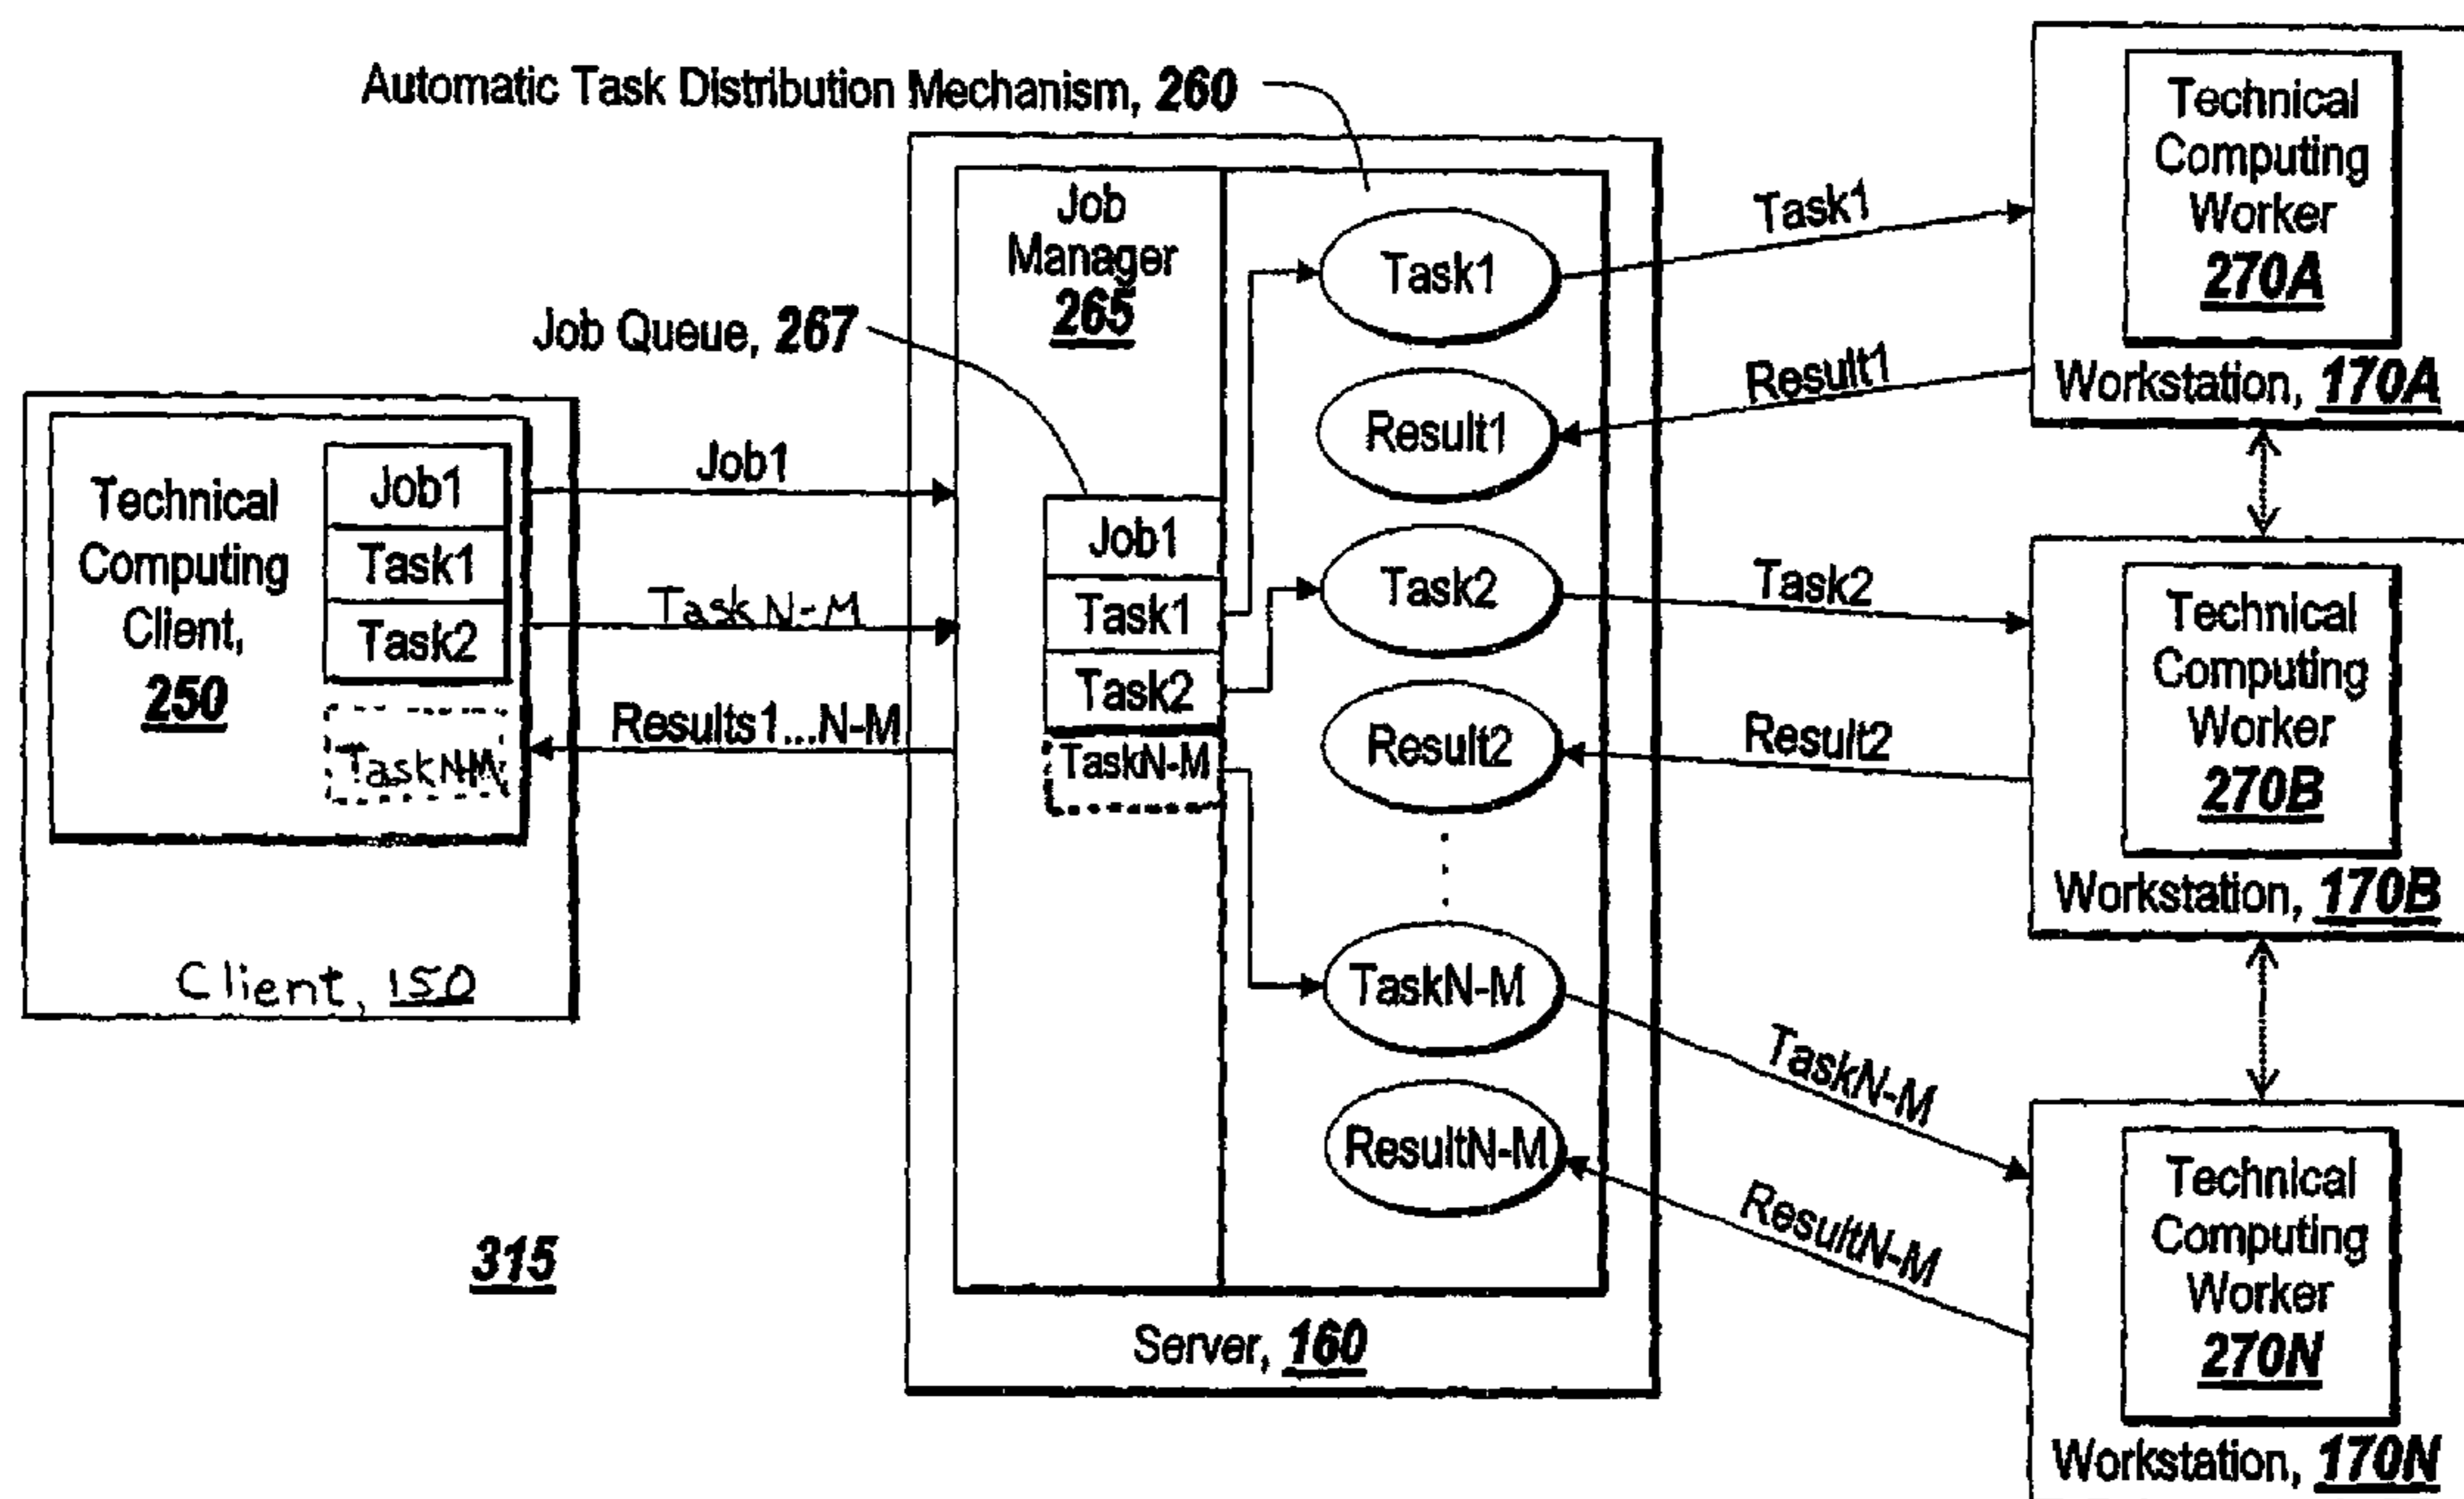 Automatic Task Distribution Mechanism, 260
Job Queue, 267
Technical
Computing
Client,
250
Job1
Task1
Task2
TaskN-M
Client, 150
Job1
Task N-M
Results1...N-M
315
Job
Manager
265
Job1
Task1
Task2
TaskN-M
Task1
Result1
Task2
Result2
TaskN-M
ResultN-M
Server, 160
Task1
Result1
Task2
Result2
TaskN-M
ResultN-M
Technical
Computing
Worker
270A
Workstation, 170A
Technical
Computing
Worker
270B
Workstation, 170B
Technical
Computing
Worker
270N
Workstation, 170N